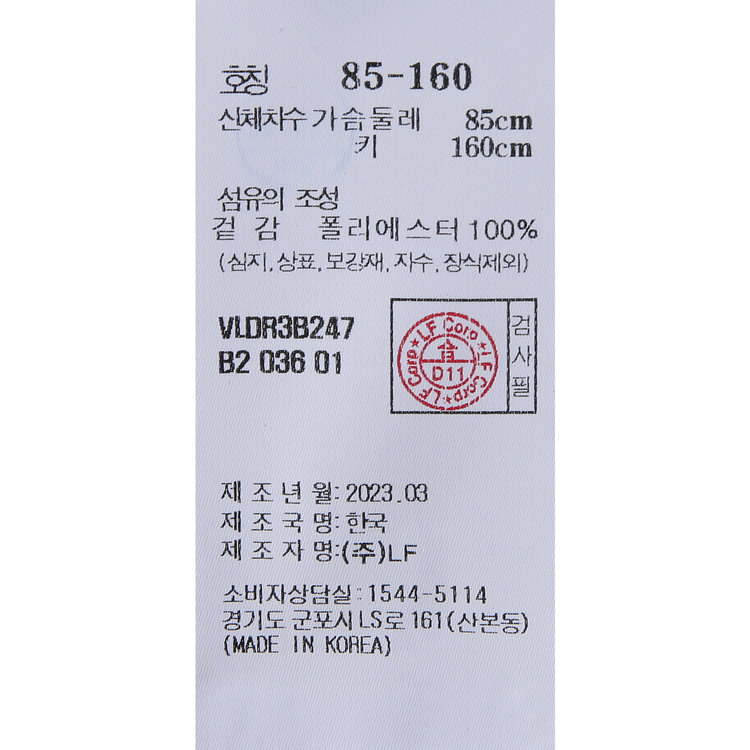 호칭 85-160
신체치수 가슴둘레 85cm
키 160cm
섬유의 조성
겉감 폴리에스터 100%
(심지, 상표, 보강재, 자수, 장식제외)
VLDR3B247
B2 036 01
LF Corp ★ LF Corp ★ LF Corp ★
D11
검사필
제조년월: 2023.03
제조국명: 한국
제조자명: (주)LF
소비자상담실 : 1544-5114
경기도 군포시 LS로 161(산본동)
(MADE IN KOREA)